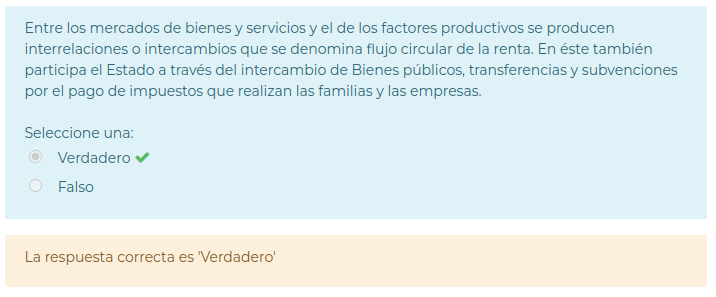 Entre los mercados de bienes y servicios y el de los factores productivos se producen
interrelaciones o intercambios que se denomina flujo circular de la renta. En éste también
participa el Estado a través del intercambio de Bienes públicos, transferencias y subvenciones
por el pago de impuestos que realizan las familias y las empresas.
Seleccione una:
Verdadero
Falso
La respuesta correcta es 'Verdadero'